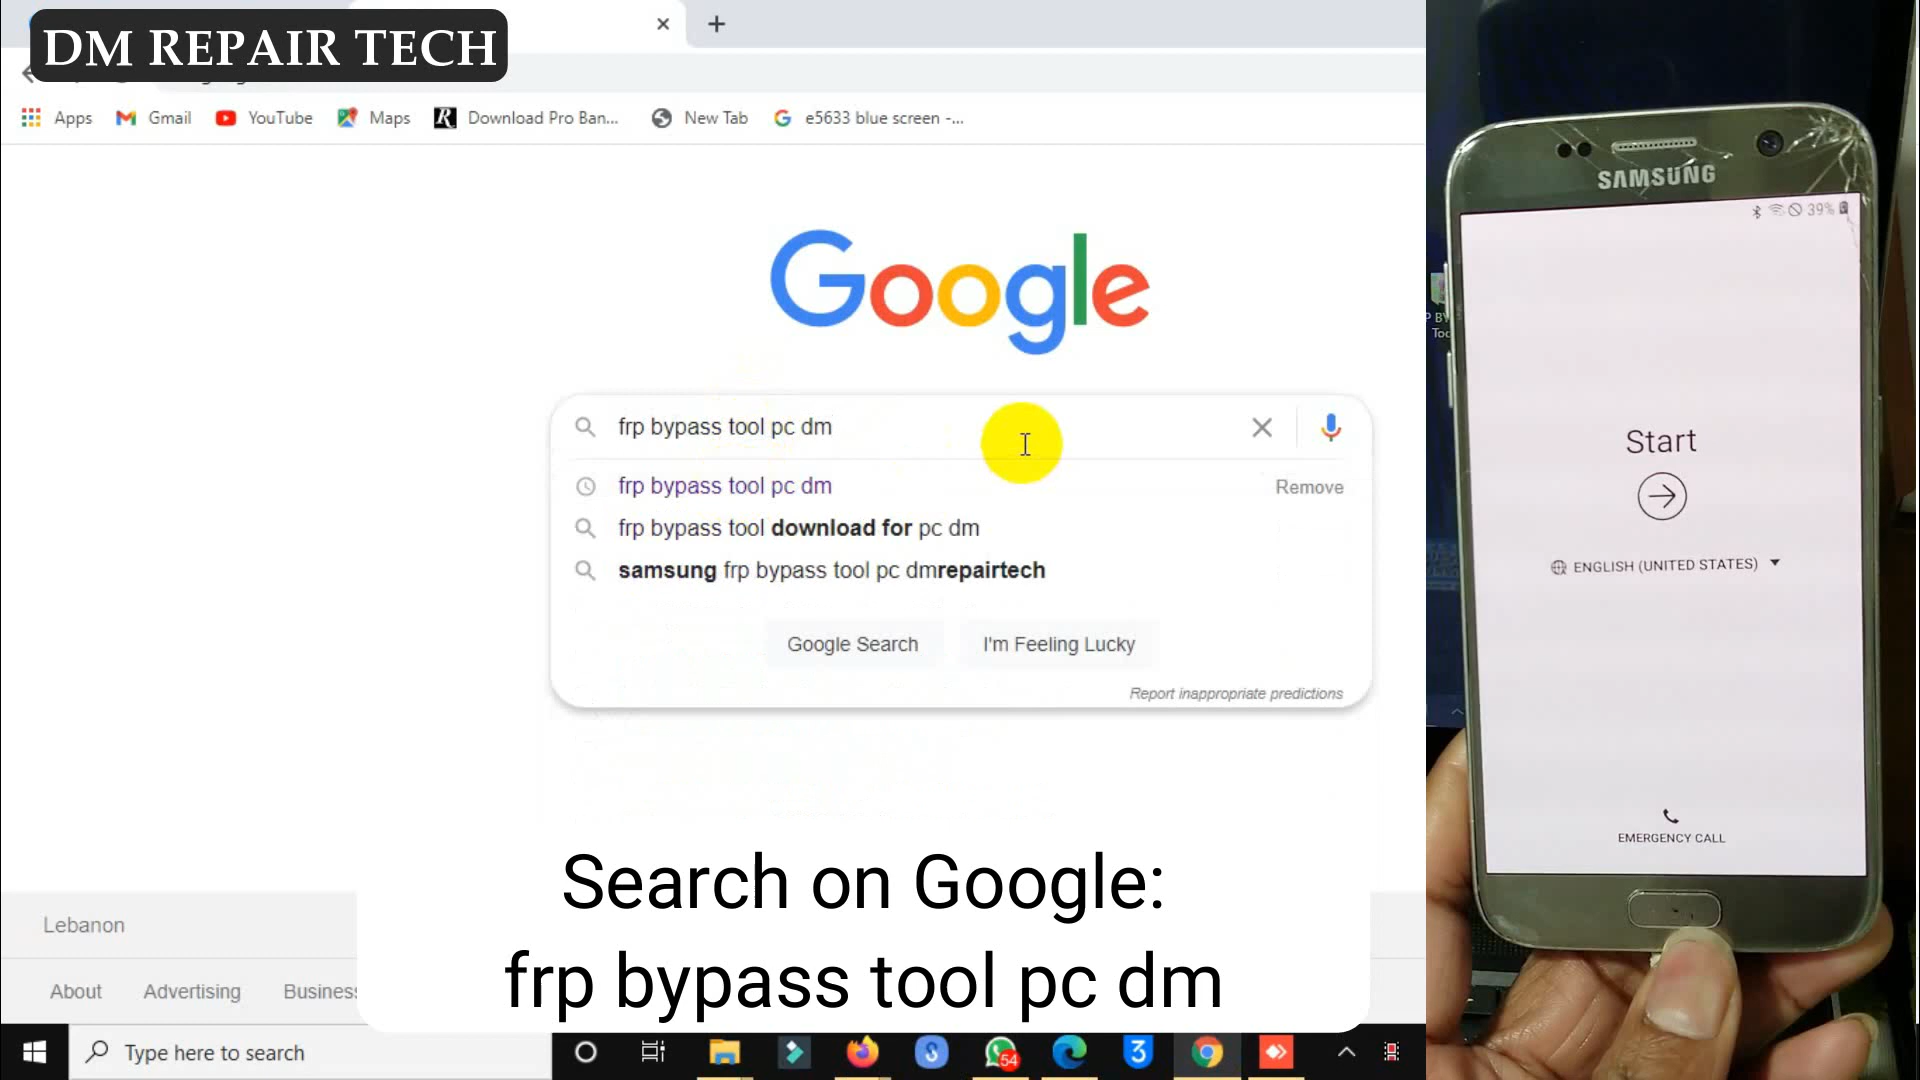 DM REPAIR TECH
Apps
Gmail
YouTube
Maps
Download Pro Ban...
New Tab
e5633 blue screen -...
Google
frp bypass tool pc dm
frp bypass tool pc dm
Remove
frp bypass tool download for pc dm
samsung frp bypass tool pc dmrepairtech
Google Search
I'm Feeling Lucky
Report inappropriate predictions
Search on Google:
frp bypass tool pc dm
Lebanon
About
Advertising
Business
Type here to search
54
3
SAMSUNG
39%
Start
ENGLISH (UNITED STATES)
EMERGENCY CALL